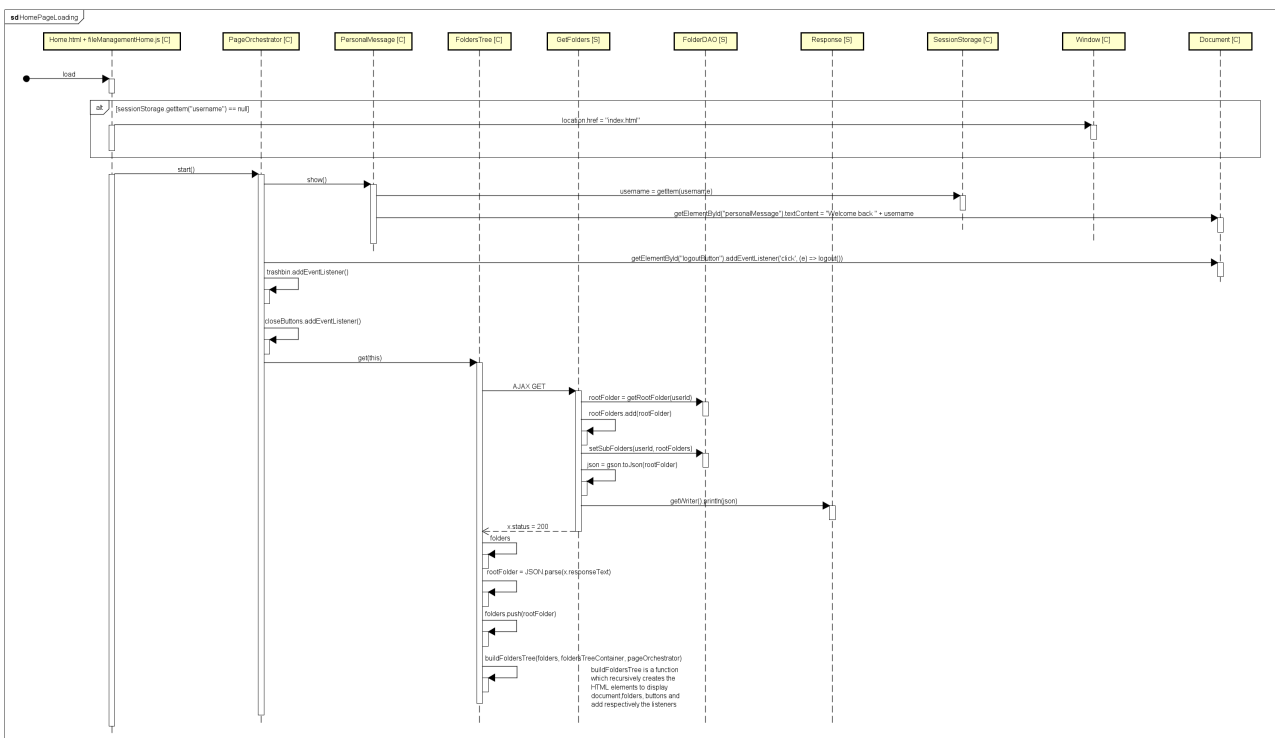 sd HomePageLoading
Home.html + fileManagementHome.js [C]
PageOrchestrator [C]
PersonalMessage [C]
FoldersTree [C]
GetFolders [S]
FolderDAO [S]
Response [S]
SessionStorage [C]
Window [C]
Document [C]
load
alt
[sessionStorage.getItem("username") == null]
location.href = "index.html"
start()
show()
username = getItem(username)
getElementById("personalMessage").textContent = "Welcome back " + username
getElementById("logoutButton").addEventListener('click', (e) => logout())
trashbin.addEventListener()
closeButtons.addEventListener()
get(this)
AJAX GET
rootFolder = getRootFolder(userId)
rootFolders.add(rootFolder)
setSubFolders(userId, rootFolders)
json = gson.toJson(rootFolder)
getWriter().println(json)
x.status = 200
folders
rootFolder = JSON.parse(x.responseText)
folders.push(rootFolder)
buildFoldersTree(folders, foldersTreeContainer, pageOrchestrator)
buildFoldersTree is a function
which recursively creates the
HTML elements to display
document,folders, buttons and
add respectively the listeners